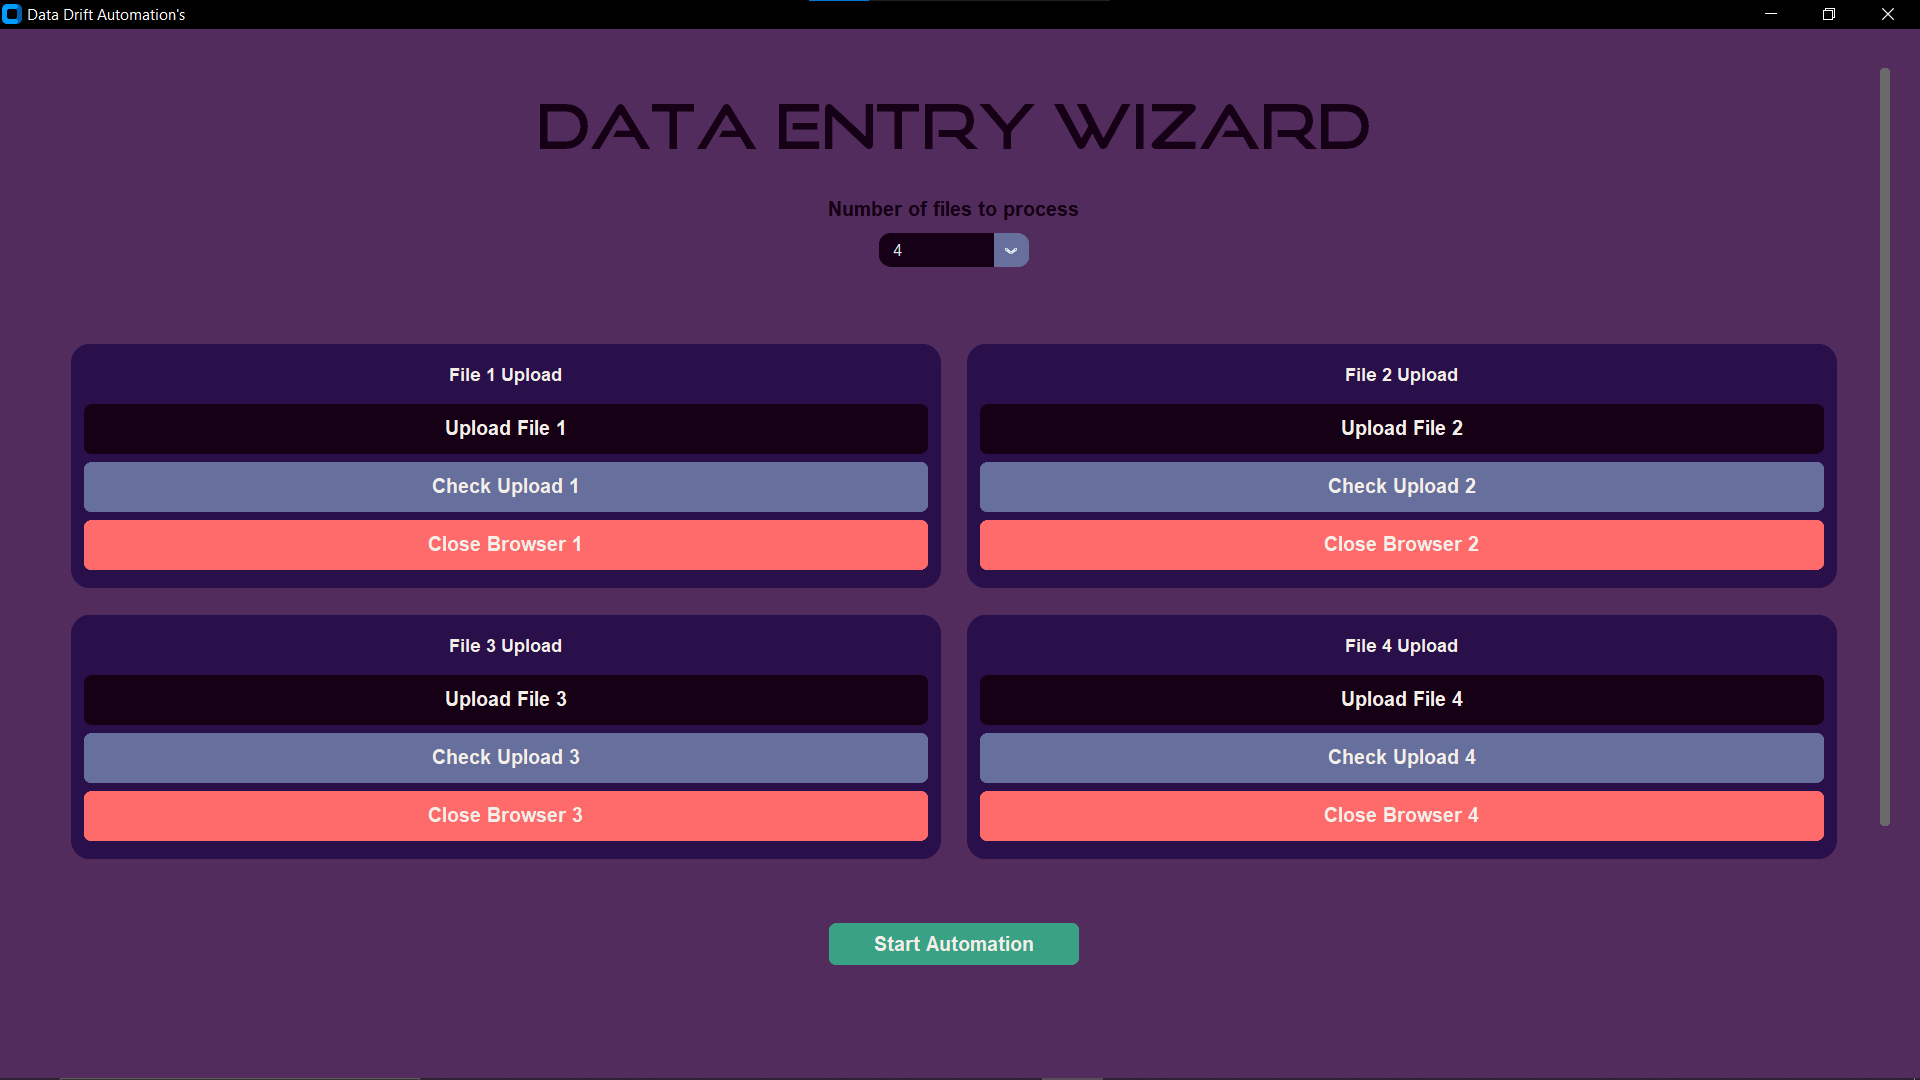 Data Drift Automation's
DATA ENTRY WIZARD
Number of files to process
4
File 1 Upload
Upload File 1
Check Upload 1
Close Browser 1
File 2 Upload
Upload File 2
Check Upload 2
Close Browser 2
File 3 Upload
Upload File 3
Check Upload 3
Close Browser 3
File 4 Upload
Upload File 4
Check Upload 4
Close Browser 4
Start Automation